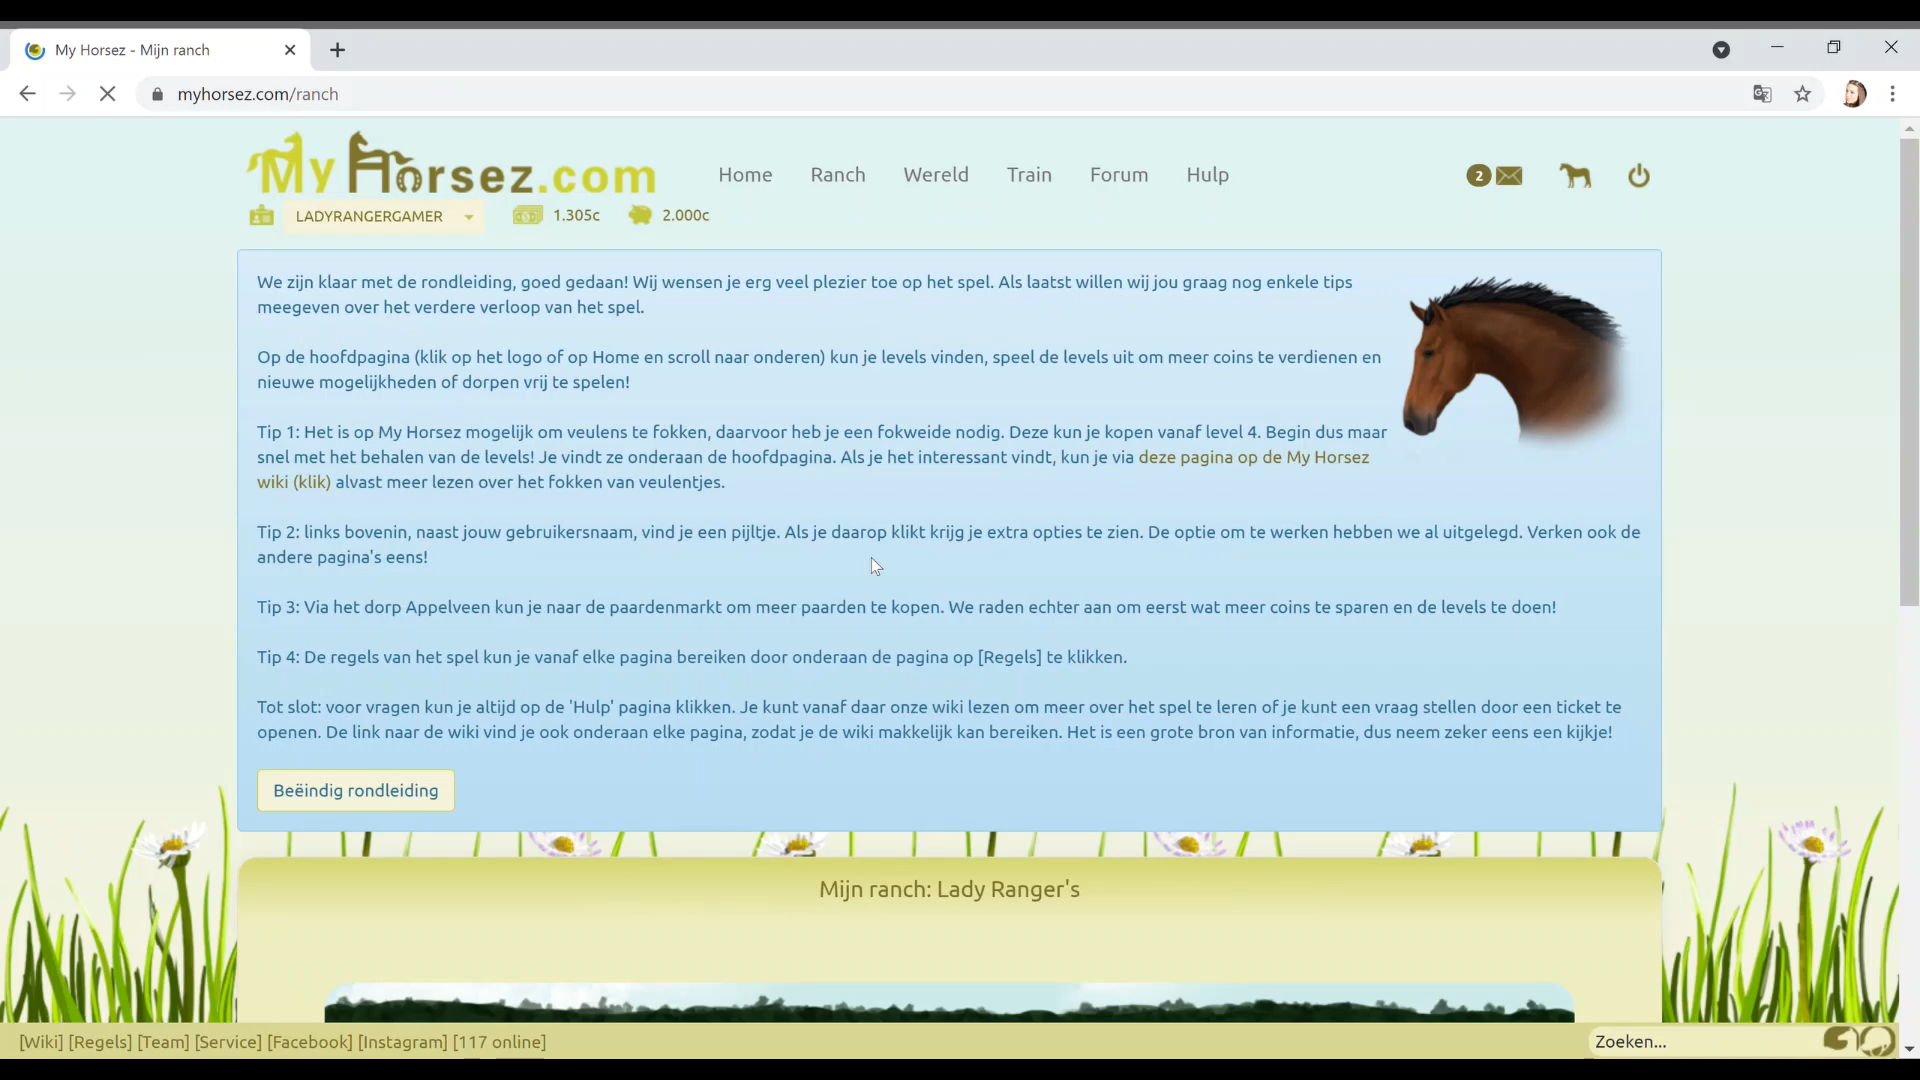 My Horsez - Mijn ranch
myhorsez.com/ranch
My Horsez.com
Home Ranch Wereld Train Forum Hulp
2
LADYRANGERGAMER 1.305c 2.000c
We zijn klaar met de rondleiding, goed gedaan! Wij wensen je erg veel plezier toe op het spel. Als laatst willen wij jou graag nog enkele tips
meegeven over het verdere verloop van het spel.
Op de hoofdpagina (klik op het logo of op Home en scroll naar onderen) kun je levels vinden, speel de levels uit om meer coins te verdienen en
nieuwe mogelijkheden of dorpen vrij te spelen!
Tip 1: Het is op My Horsez mogelijk om veulens te fokken, daarvoor heb je een fokweide nodig. Deze kun je kopen vanaf level 4. Begin dus maar
snel met het behalen van de levels! Je vindt ze onderaan de hoofdpagina. Als je het interessant vindt, kun je via deze pagina op de My Horsez
wiki (klik) alvast meer lezen over het fokken van veulentjes.
Tip 2: links bovenin, naast jouw gebruikersnaam, vind je een pijltje. Als je daarop klikt krijg je extra opties te zien. De optie om te werken hebben we al uitgelegd. Verken ook de
andere pagina's eens!
Tip 3: Via het dorp Appelveen kun je naar de paardenmarkt om meer paarden te kopen. We raden echter aan om eerst wat meer coins te sparen en de levels te doen!
Tip 4: De regels van het spel kun je vanaf elke pagina bereiken door onderaan de pagina op [Regels] te klikken.
Tot slot: voor vragen kun je altijd op de 'Hulp' pagina klikken. Je kunt vanaf daar onze wiki lezen om meer over het spel te leren of je kunt een vraag stellen door een ticket te
openen. De link naar de wiki vind je ook onderaan elke pagina, zodat je de wiki makkelijk kan bereiken. Het is een grote bron van informatie, dus neem zeker eens een kijkje!
Beëindig rondleiding
Mijn ranch: Lady Ranger's
[Wiki] [Regels] [Team] [Service] [Facebook] [Instagram] [117 online]
Zoeken...